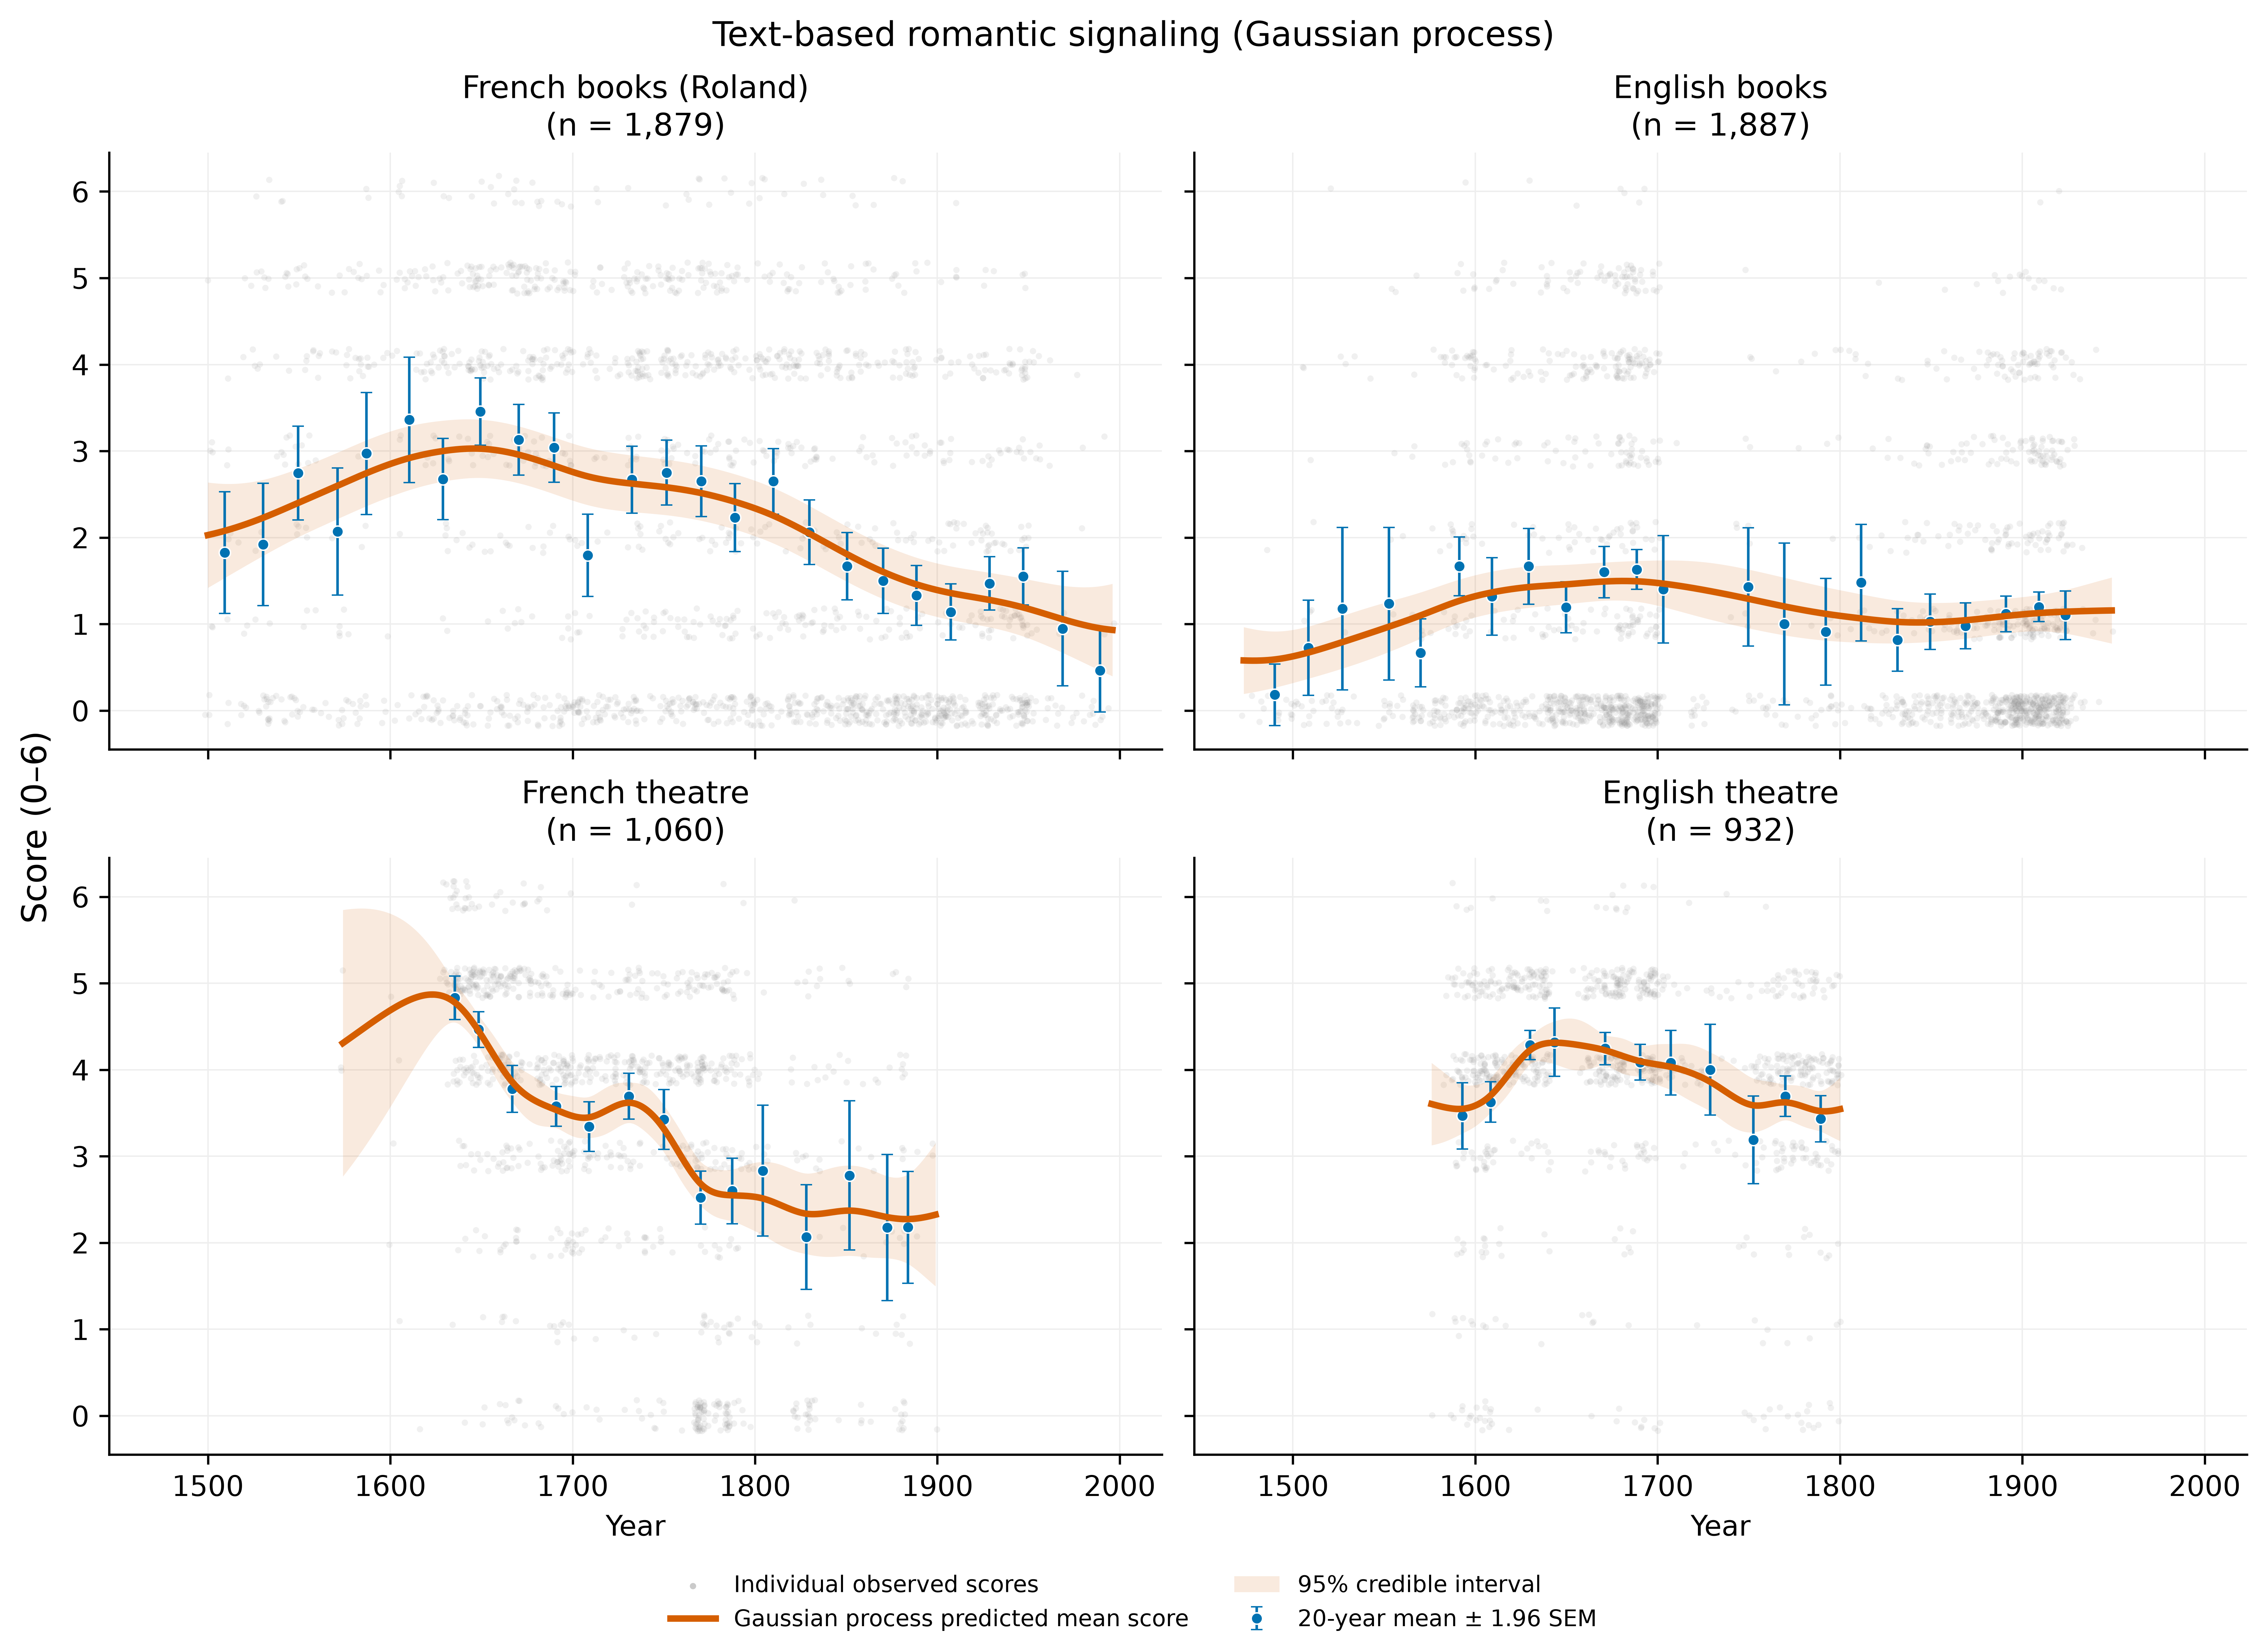 Text-based romantic signaling (Gaussian process)
French books (Roland)
(n = 1,879)
English books
(n = 1,887)
6
5
4
3
2
1
0
Score (0–6)
French theatre
(n = 1,060)
English theatre
(n = 932)
6
5
4
3
2
1
0
1500 1600 1700 1800 1900 2000
1500 1600 1700 1800 1900 2000
Year
Year
Individual observed scores
Gaussian process predicted mean score
95% credible interval
20-year mean ± 1.96 SEM